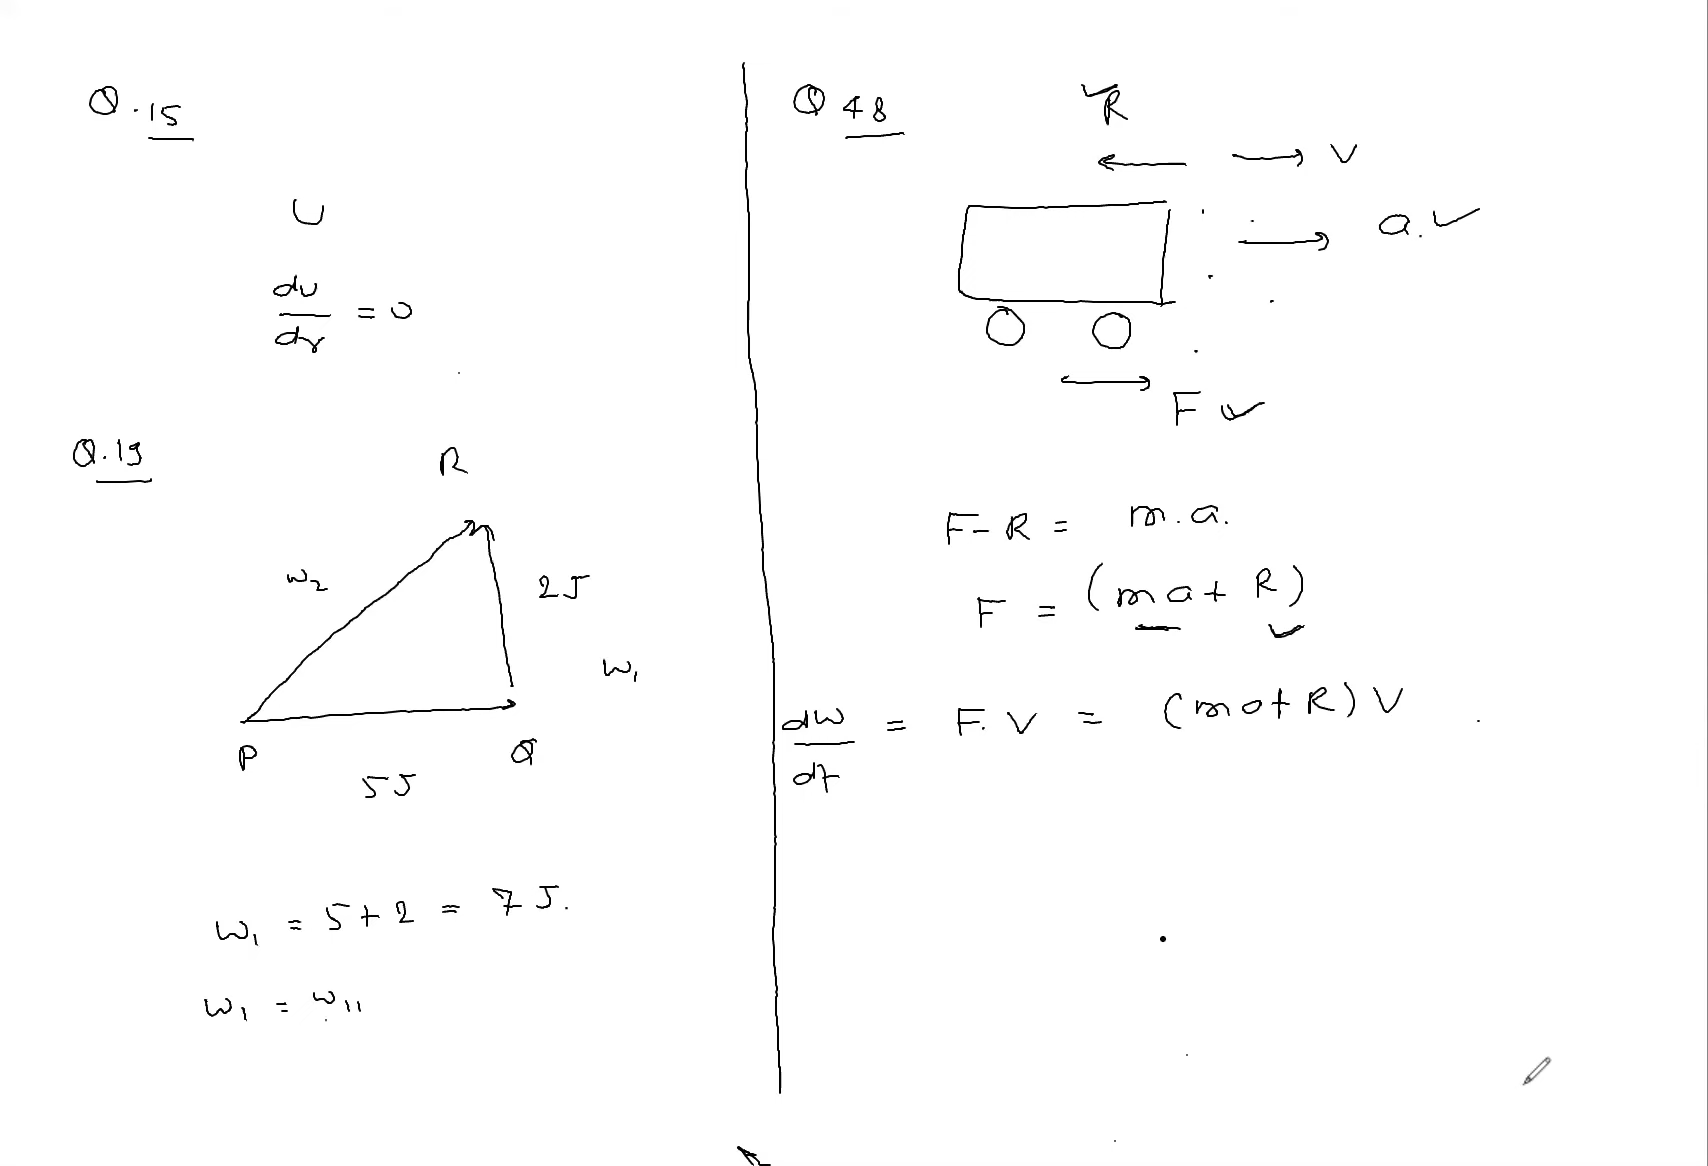 Q.15
U
du
dr
= 0
Q.19
R
W2
2J
W1
P
Q
5J
W1 = 5+2 = 7J.
W1 = W11
Q 48
R
V
a.
F
F-R = m.a.
F = (ma+R)
dW
dt
= F.V = (ma+R)V